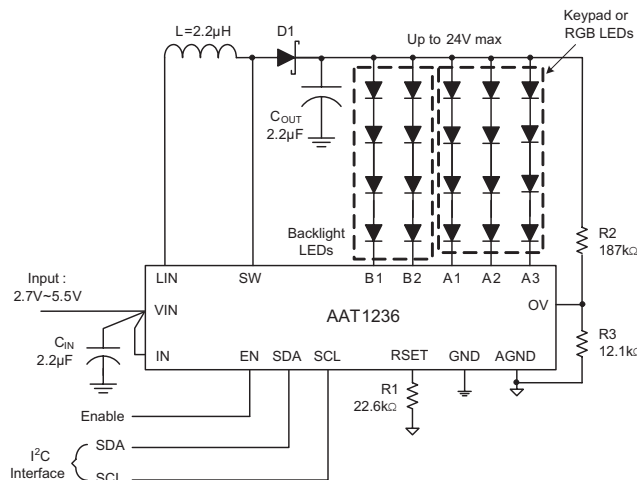 L=2.2µH
D1
Up to 24V max
Keypad or
RGB LEDs
COUT
2.2µF
Backlight
LEDs
R2
187kΩ
Input :
2.7V~5.5V
LIN
SW
B1
B2
A1
A2
A3
VIN
OV
AAT1236
CIN
2.2µF
IN
EN
SDA
SCL
RSET
GND
AGND
R3
12.1kΩ
R1
22.6kΩ
Enable
I²C
Interface
SDA
SCL